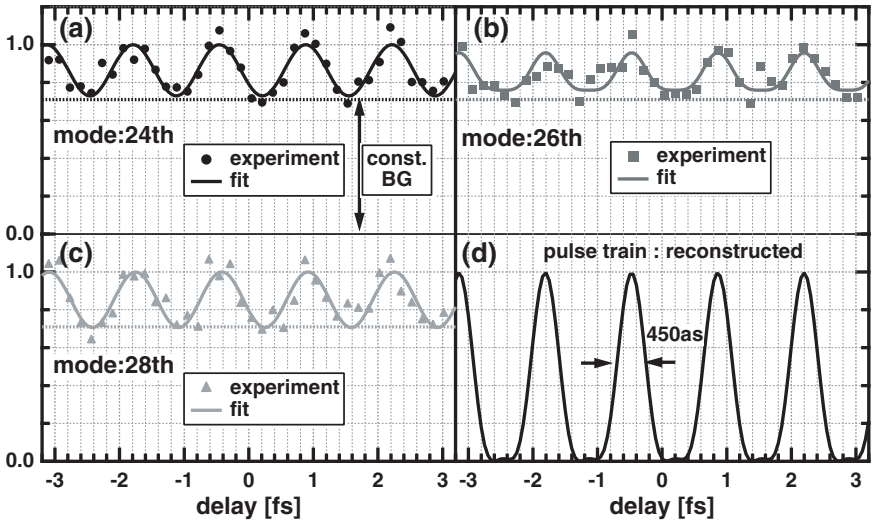 (a)
1.0
mode:24th
experiment
fit
const.
BG
0.0
(b)
mode:26th
experiment
fit
(c)
1.0
mode:28th
experiment
fit
0.0
-3 -2 -1 0 1 2 3
delay [fs]
(d)
pulse train : reconstructed
450as
-3 -2 -1 0 1 2 3
delay [fs]